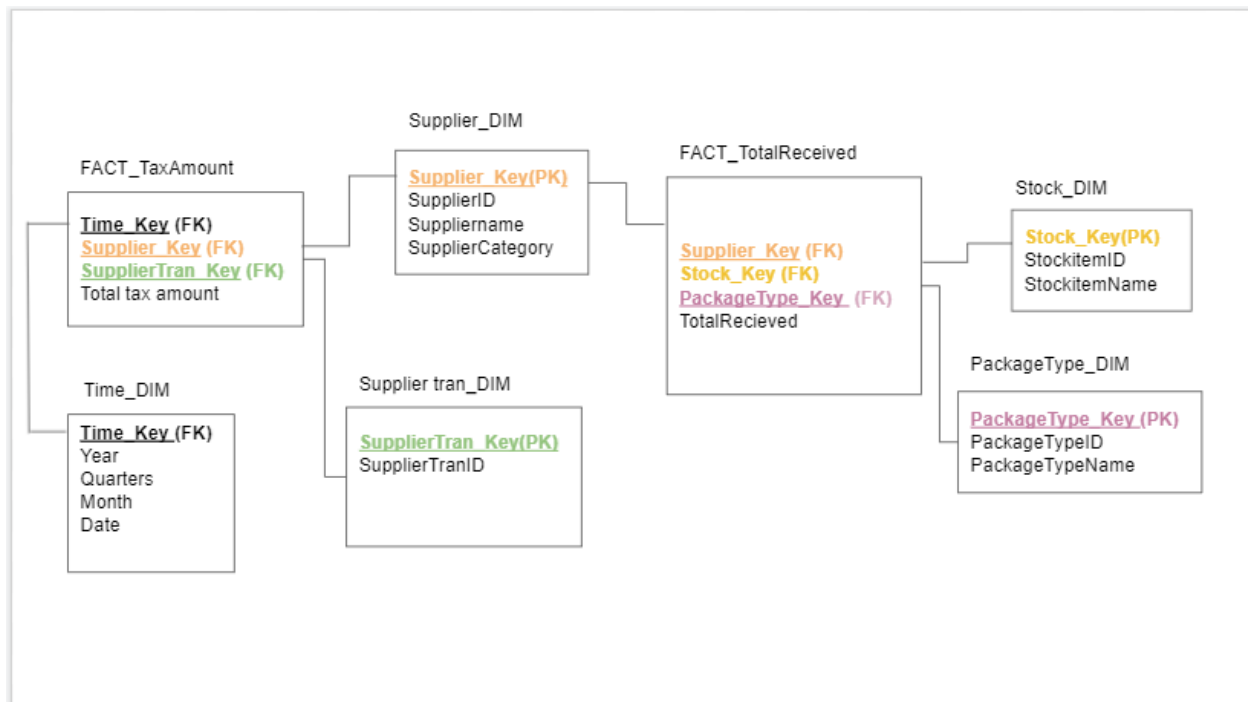 Supplier_DIM
FACT_TaxAmount
Time_Key (FK)
Supplier_Key (FK)
SupplierTran_Key (FK)
Total tax amount
Supplier_Key(PK)
SupplierID
Suppliername
SupplierCategory
FACT_TotalReceived
Supplier_Key (FK)
Stock_Key (FK)
PackageType_Key (FK)
TotalRecieved
Stock_DIM
Stock_Key(PK)
StockitemID
StockitemName
Time_DIM
Time_Key (FK)
Year
Quarters
Month
Date
Supplier tran_DIM
SupplierTran_Key(PK)
SupplierTranID
PackageType_DIM
PackageType_Key (PK)
PackageTypeID
PackageTypeName